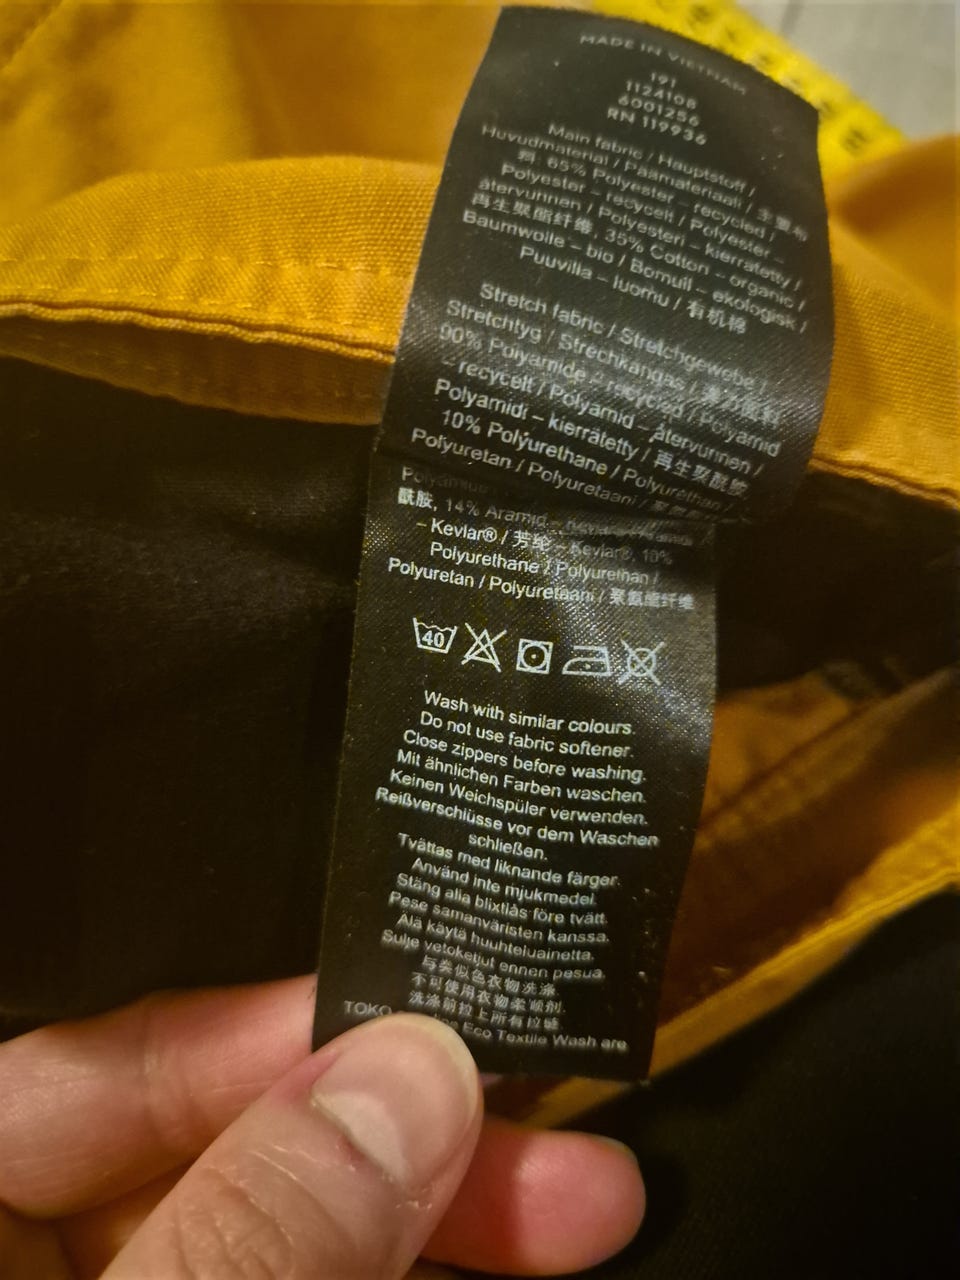 MADE IN VIETNAM
191
1124108
6001256
RN 119936
Main fabric / Hauptstoff /
Huvudmaterial / Päämateriaali / 主要布
料: 65% Polyester – recycled /
Polyester – recycelt / Polyester –
återvunnen / Polyesteri – kierrätetty /
再生聚酯纤维, 35% Cotton – organic /
Baumwolle – bio / Bomull – ekologisk /
Puuvilla – luomu / 有机棉
Stretch fabric / Stretchgewebe /
Stretchtyg / Strechkangas /
90% Polyamide – recycled / Polyamid
– recycelt / Polyamid – återvunnen /
Polyamidi – kierrätetty / 再生聚酰胺
10% Polyurethane / Polyurethan /
Polyuretan / Polyuretaani /
酰胺, 14% Aramid
– Kevlar® / 芳纶 – Kevlar®, 10%
Polyurethane / Polyurethan /
Polyuretan / Polyuretaani / 聚氨酯纤维
40
Wash with similar colours.
Do not use fabric softener.
Close zippers before washing.
Mit ähnlichen Farben waschen.
Keinen Weichspüler verwenden.
Reißverschlüsse vor dem Waschen
schließen.
Tvättas med liknande färger.
Använd inte mjukmedel.
Stäng alla blixtlås före tvätt.
Pese samanväristen kanssa.
Älä käytä huuhteluainetta.
Sulje vetoketjut ennen pesua.
与类似色衣物洗涤
不可使用衣物柔顺剂.
洗涤前拉上所有拉链
TOKO Eco Textile Wash are